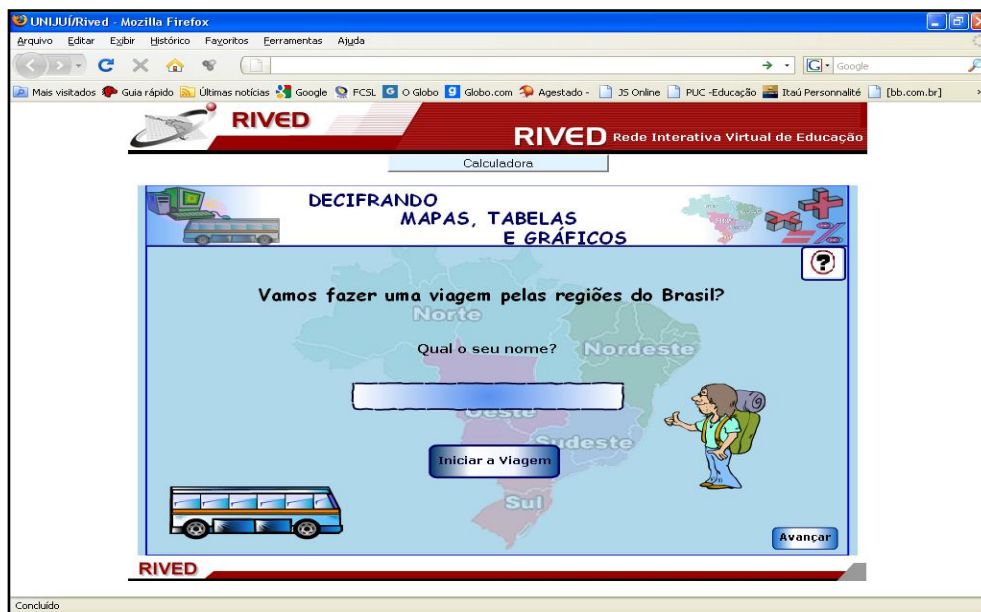 UNIJUÍ/Rived - Mozilla Firefox
Arquivo Editar Exibir Histórico Favoritos Ferramentas Ajuda
G Google
Mais visitados Guia rápido Últimas notícias Google FCSL O Globo Globo.com Agestado - JS Online PUC -Educação Itaú Personnalité [bb.com.br] »
RIVED
RIVED Rede Interativa Virtual de Educação
Calculadora
DECIFRANDO
MAPAS, TABELAS
E GRÁFICOS
?
Vamos fazer uma viagem pelas regiões do Brasil?
Norte
Qual o seu nome?
Nordeste
Oeste
Sudeste
Iniciar a Viagem
Sul
Avançar
RIVED
Concluído